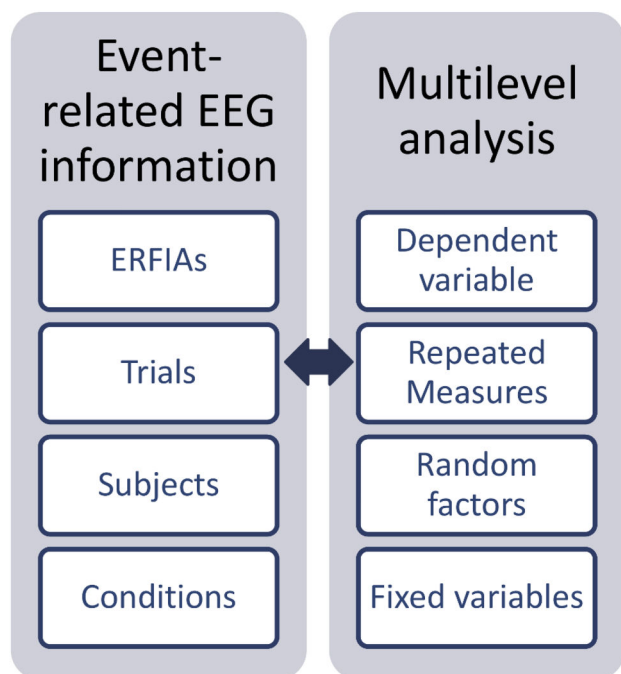 Event-
related EEG
information
ERFIAs
Trials
Subjects
Conditions
Multilevel
analysis
Dependent
variable
Repeated
Measures
Random
factors
Fixed variables